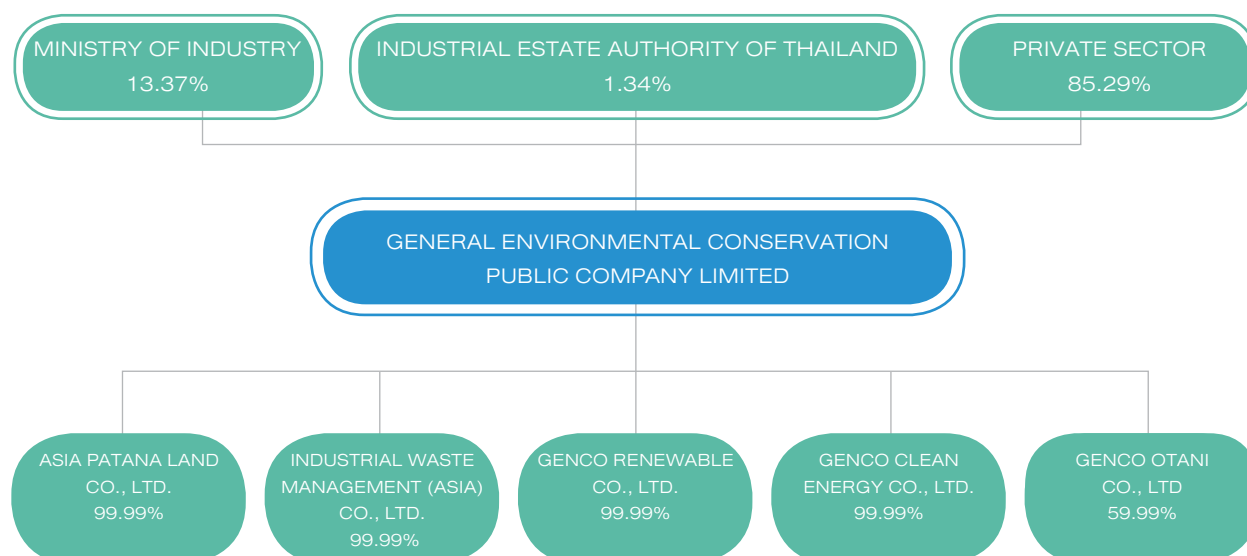 MINISTRY OF INDUSTRY
13.37%
INDUSTRIAL ESTATE AUTHORITY OF THAILAND
1.34%
PRIVATE SECTOR
85.29%
GENERAL ENVIRONMENTAL CONSERVATION
PUBLIC COMPANY LIMITED
ASIA PATANA LAND
CO., LTD.
99.99%
INDUSTRIAL WASTE
MANAGEMENT (ASIA)
CO., LTD.
99.99%
GENCO RENEWABLE
CO., LTD.
99.99%
GENCO CLEAN
ENERGY CO., LTD.
99.99%
GENCO OTANI
CO., LTD
59.99%